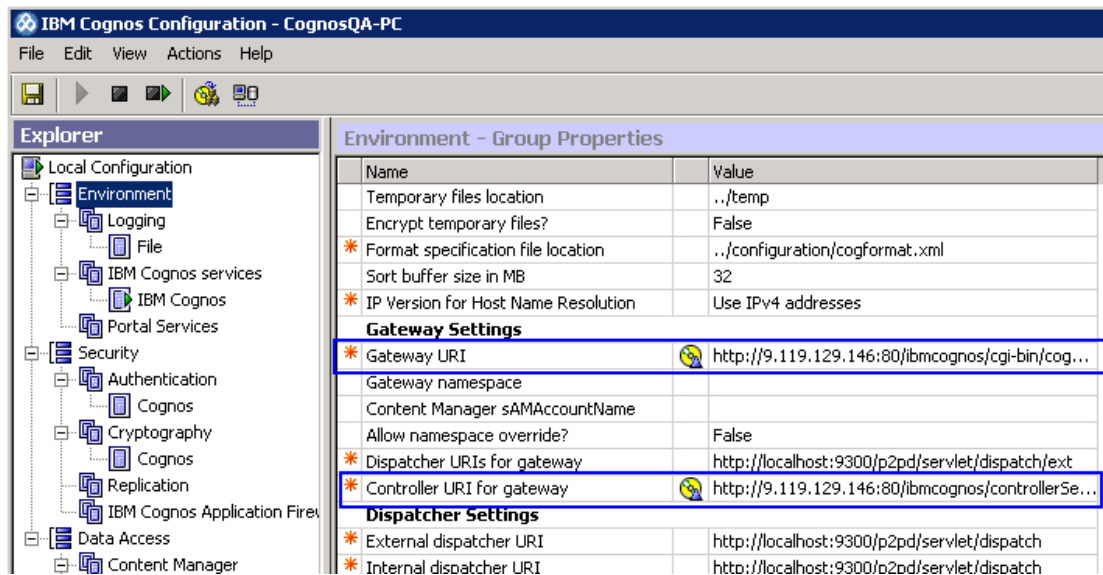 IBM Cognos Configuration - CognosQA-PC
File Edit View Actions Help
Explorer
Local Configuration
Environment
Logging
File
IBM Cognos services
IBM Cognos
Portal Services
Security
Authentication
Cognos
Cryptography
Cognos
Replication
IBM Cognos Application
Data Access
Content Manager
Environment - Group Properties
Name Value
Temporary files location ../temp
Encrypt temporary files? False
Format specification file location ../configuration/cogformat.xml
Sort buffer size in MB 32
IP Version for Host Name Resolution Use IPv4 addresses
Gateway Settings
Gateway URI http://9.119.129.146:80/ibmcognos/cgi-bin/cog...
Gateway namespace
Content Manager sAMAccountName
Allow namespace override? False
Dispatcher URIs for gateway http://localhost:9300/p2pd/servlet/dispatch/ext
Controller URI for gateway http://9.119.129.146:80/ibmcognos/controllerSe...
Dispatcher Settings
External dispatcher URI http://localhost:9300/p2pd/servlet/dispatch
Internal dispatcher URI http://localhost:9300/p2pd/servlet/dispatch